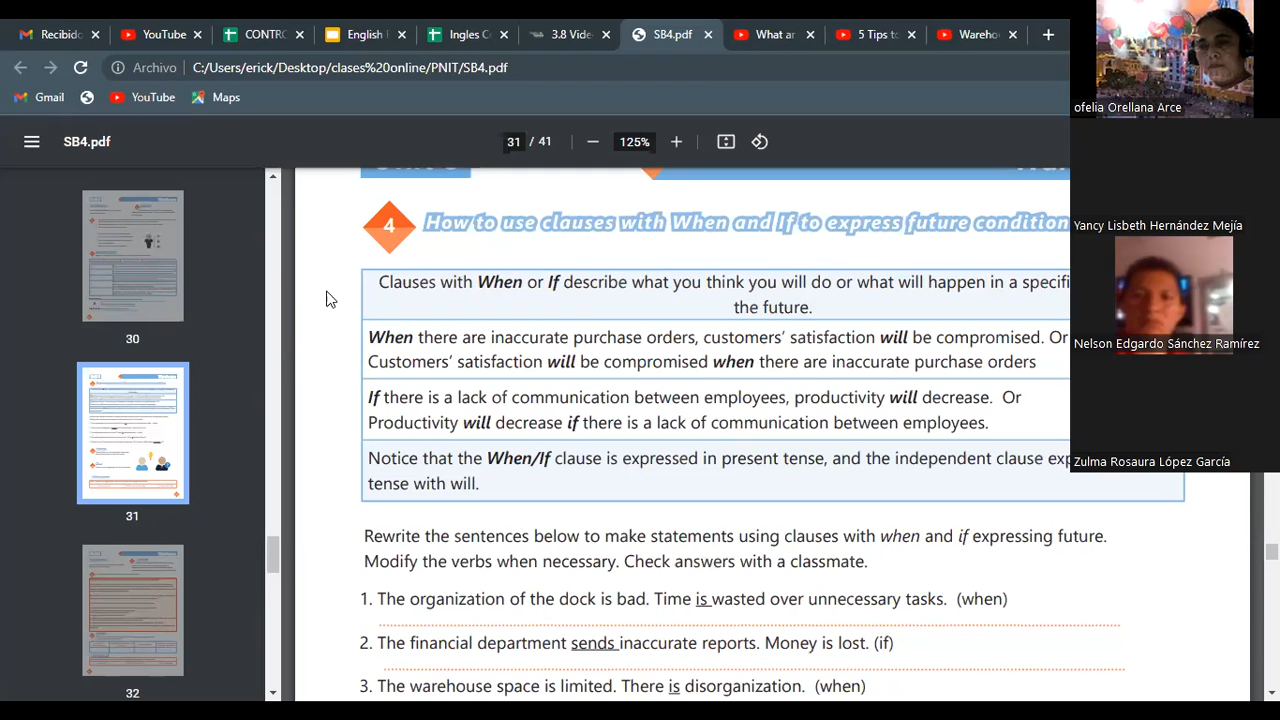 Recibido
YouTube
CONTRO
English F
Ingles Co
3.8 Vide
SB4.pdf
What ar
5 Tips to
Wareho
Archivo C:/Users/erick/Desktop/clases%20online/PNIT/SB4.pdf
Gmail YouTube Maps
SB4.pdf 31 / 41 125%
30
31
32
4 How to use clauses with When and If to express future condition
Clauses with When or If describe what you think you will do or what will happen in a specifi
the future.
When there are inaccurate purchase orders, customers’ satisfaction will be compromised. Or
Customers’ satisfaction will be compromised when there are inaccurate purchase orders
If there is a lack of communication between employees, productivity will decrease. Or
Productivity will decrease if there is a lack of communication between employees.
Notice that the When/If clause is expressed in present tense, and the independent clause exp
tense with will.
Rewrite the sentences below to make statements using clauses with when and if expressing future.
Modify the verbs when necessary. Check answers with a classmate.
1. The organization of the dock is bad. Time is wasted over unnecessary tasks. (when)
2. The financial department sends inaccurate reports. Money is lost. (if)
3. The warehouse space is limited. There is disorganization. (when)
ofelia Orellana Arce
Yancy Lisbeth Hernández Mejía
Nelson Edgardo Sánchez Ramírez
Zulma Rosaura López García